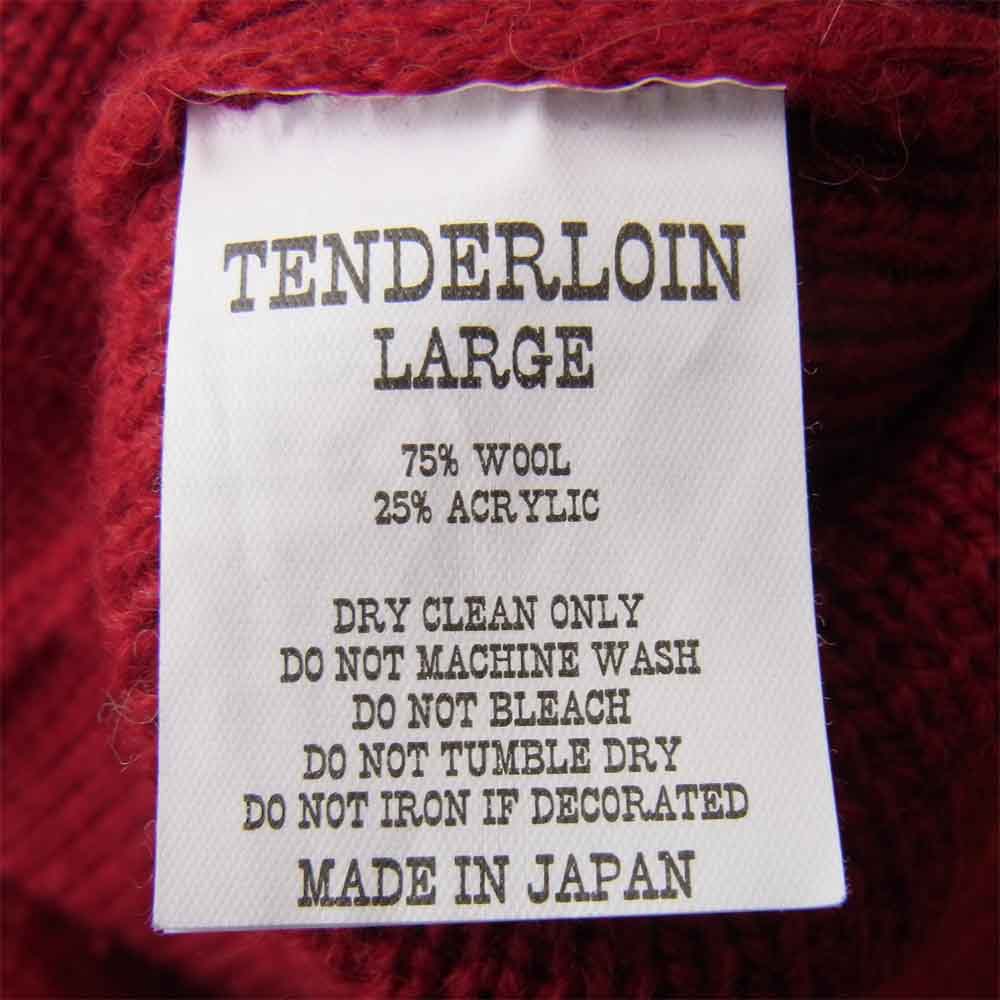 TENDERLOIN
LARGE
75% WOOL
25% ACRYLIC
DRY CLEAN ONLY
DO NOT MACHINE WASH
DO NOT BLEACH
DO NOT TUMBLE DRY
DO NOT IRON IF DECORATED
MADE IN JAPAN